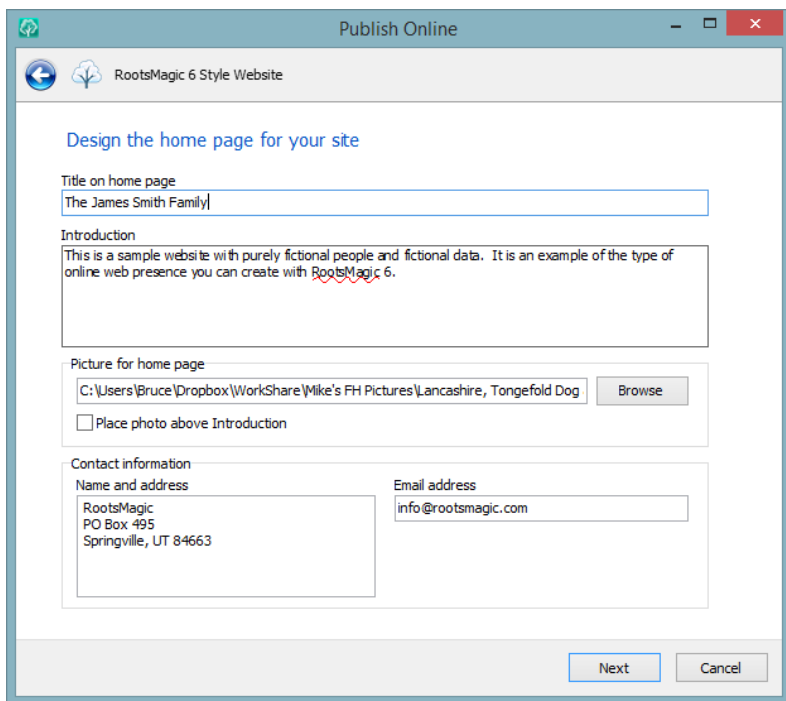 Publish Online
RootsMagic 6 Style Website
Design the home page for your site
Title on home page
The James Smith Family
Introduction
This is a sample website with purely fictional people and fictional data.  It is an example of the type of
online web presence you can create with RootsMagic 6.
Picture for home page
C:\Users\Bruce\Dropbox\WorkShare\Mike's FH Pictures\Lancashire, Tongefold Dog
Browse
Place photo above Introduction
Contact information
Name and address
RootsMagic
PO Box 495
Springville, UT 84663
Email address
info@rootsmagic.com
Next
Cancel